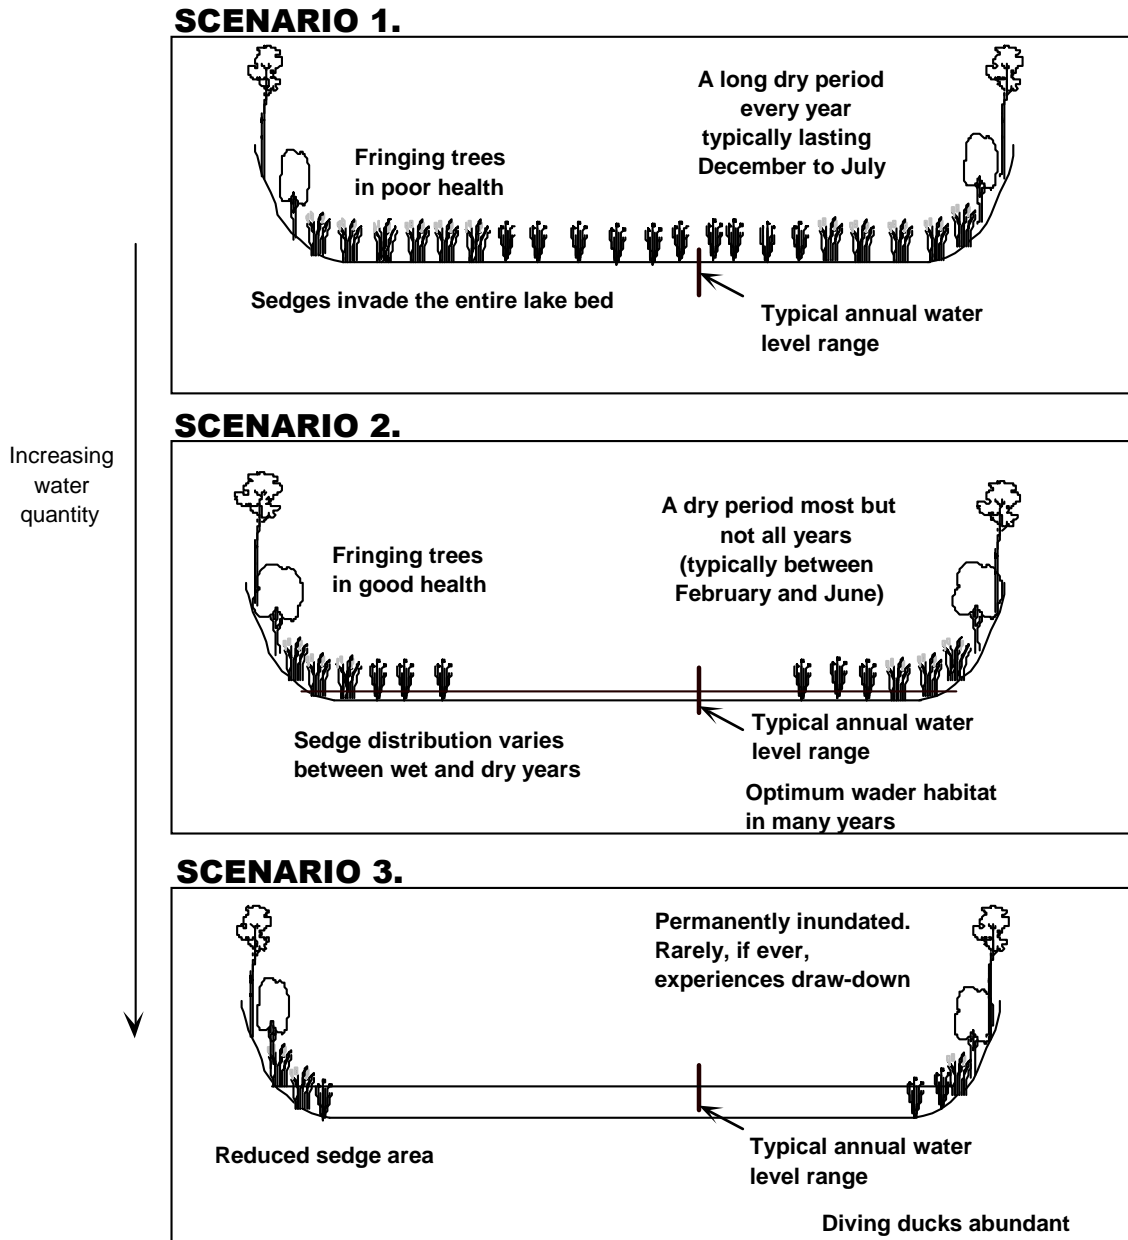 SCENARIO 1.
A long dry period
every year
typically lasting
December to July
Fringing trees
in poor health
Sedges invade the entire lake bed
Typical annual water
level range
Increasing
water
quantity
SCENARIO 2.
A dry period most but
not all years
(typically between
February and June)
Fringing trees
in good health
Sedge distribution varies
between wet and dry years
Typical annual water
level range
Optimum wader habitat
in many years
SCENARIO 3.
Permanently inundated.
Rarely, if ever,
experiences draw-down
Reduced sedge area
Typical annual water
level range
Diving ducks abundant